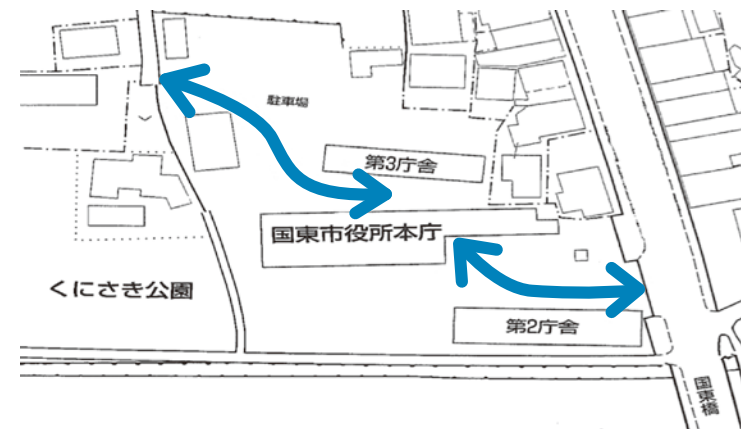 駐車場
第3庁舎
国東市役所本庁
くにさき公園
第2庁舎
国東橋